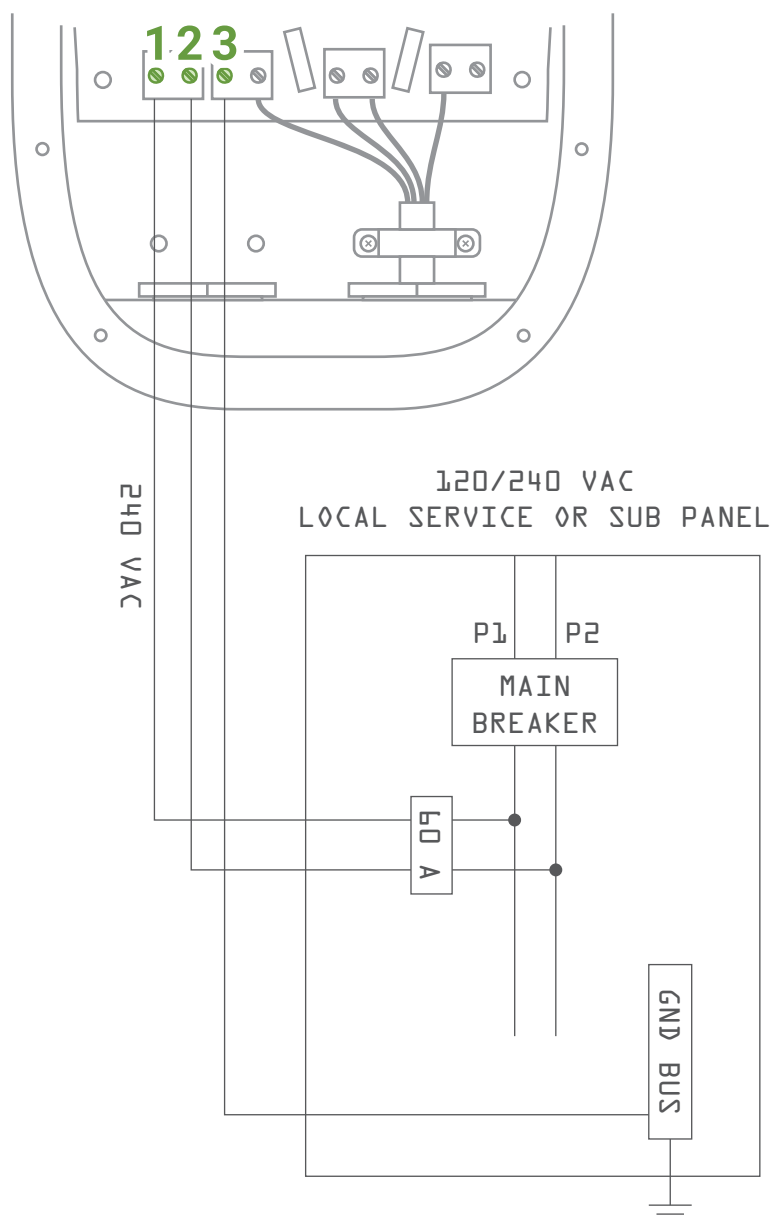 1 2 3
240 VAC
120/240 VAC
LOCAL SERVICE OR SUB PANEL
P1 P2
MAIN
BREAKER
60 A
GND BUS